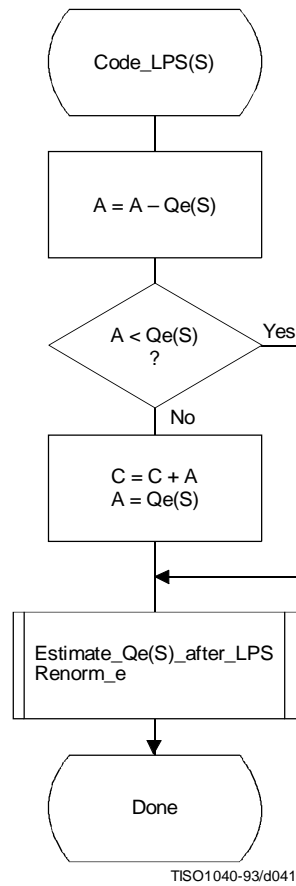 Code_LPS(S)
A = A – Qe(S)
A < Qe(S)
?
Yes
No
C = C + A
A = Qe(S)
Estimate_Qe(S)_after_LPS
Renorm_e
Done
TISO1040-93/d041